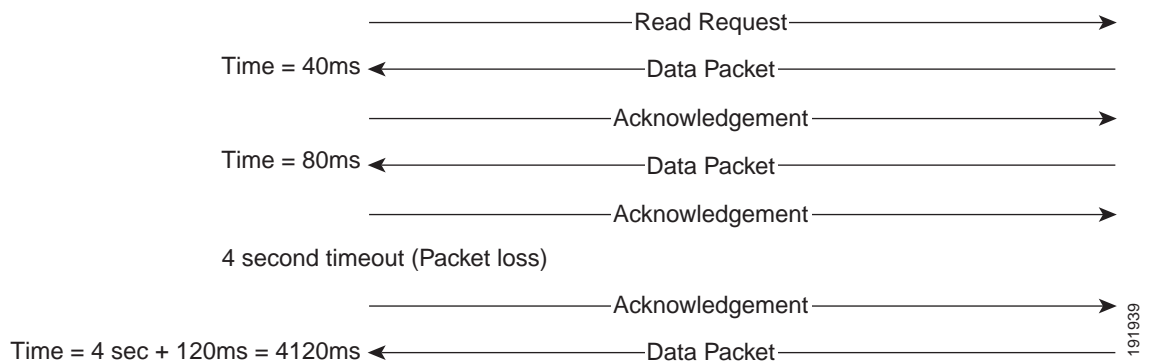 Read Request
Time = 40ms
Data Packet
Acknowledgement
Time = 80ms
Data Packet
Acknowledgement
4 second timeout (Packet loss)
Acknowledgement
Time = 4 sec + 120ms = 4120ms
Data Packet
191939